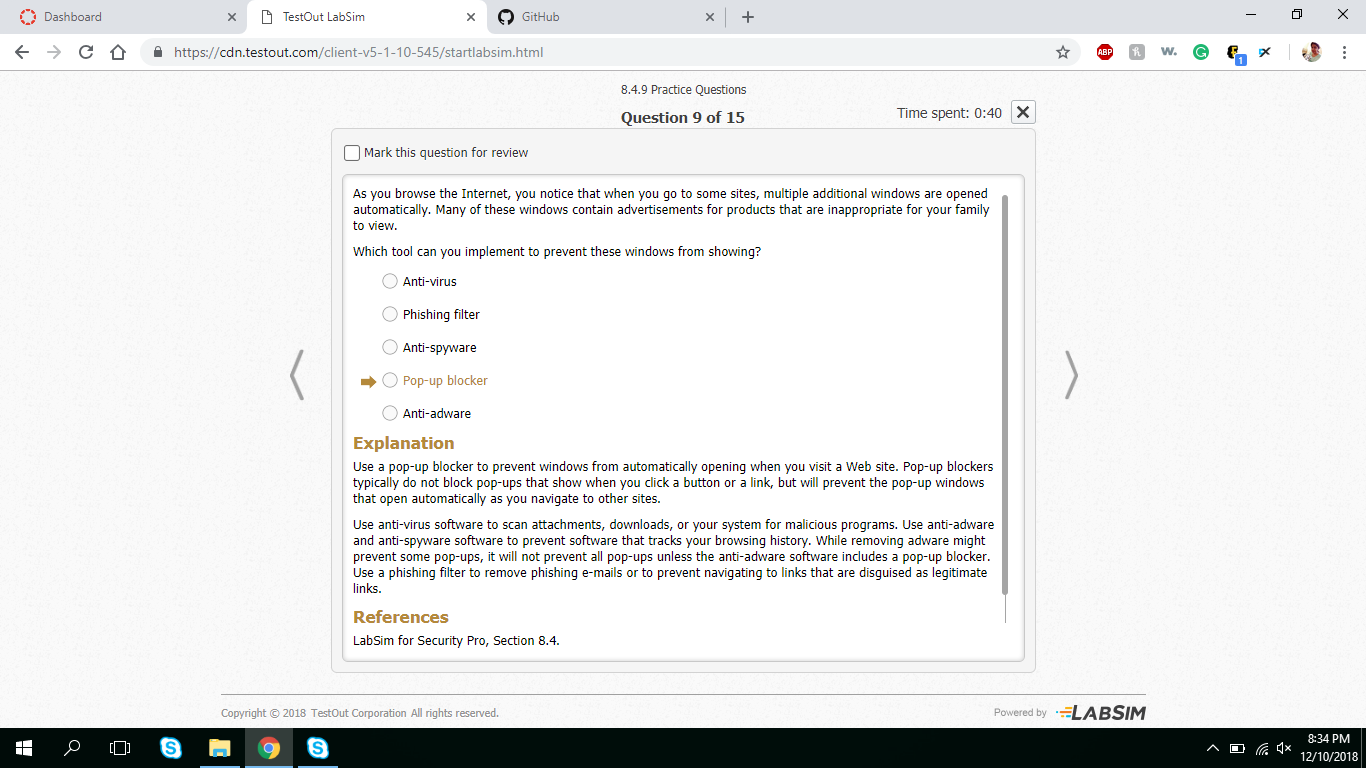 Dashboard
TestOut LabSim
GitHub
https://cdn.testout.com/client-v5-1-10-545/startlabsim.html
ABP
w.
1
8.4.9 Practice Questions
Question 9 of 15
Time spent: 0:40
Mark this question for review
As you browse the Internet, you notice that when you go to some sites, multiple additional windows are opened
automatically. Many of these windows contain advertisements for products that are inappropriate for your family
to view.
Which tool can you implement to prevent these windows from showing?
Anti-virus
Phishing filter
Anti-spyware
Pop-up blocker
Anti-adware
Explanation
Use a pop-up blocker to prevent windows from automatically opening when you visit a Web site. Pop-up blockers
typically do not block pop-ups that show when you click a button or a link, but will prevent the pop-up windows
that open automatically as you navigate to other sites.
Use anti-virus software to scan attachments, downloads, or your system for malicious programs. Use anti-adware
and anti-spyware software to prevent software that tracks your browsing history. While removing adware might
prevent some pop-ups, it will not prevent all pop-ups unless the anti-adware software includes a pop-up blocker.
Use a phishing filter to remove phishing e-mails or to prevent navigating to links that are disguised as legitimate
links.
References
LabSim for Security Pro, Section 8.4.
Copyright © 2018 TestOut Corporation All rights reserved.
Powered by LABSIM
8:34 PM
12/10/2018